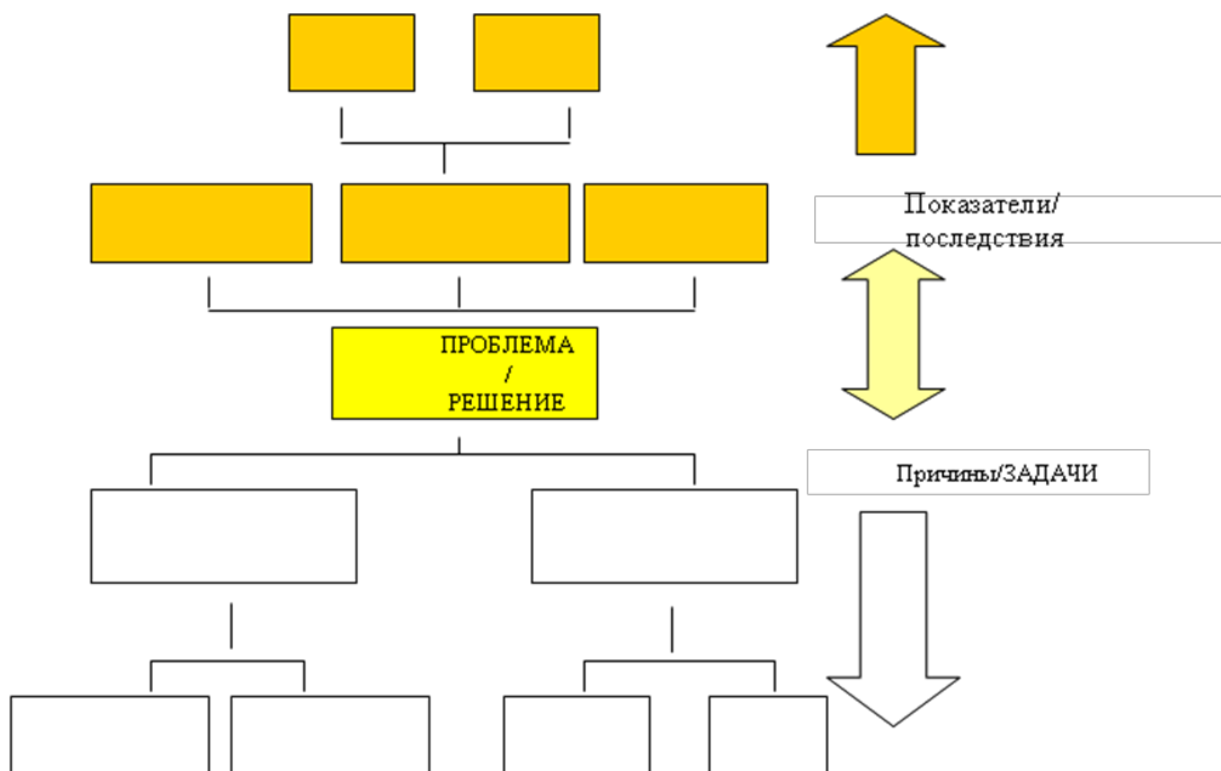 Показатели/
последствия
ПРОБЛЕМА
/
РЕШЕНИЕ
Причины/ЗАДАЧИ